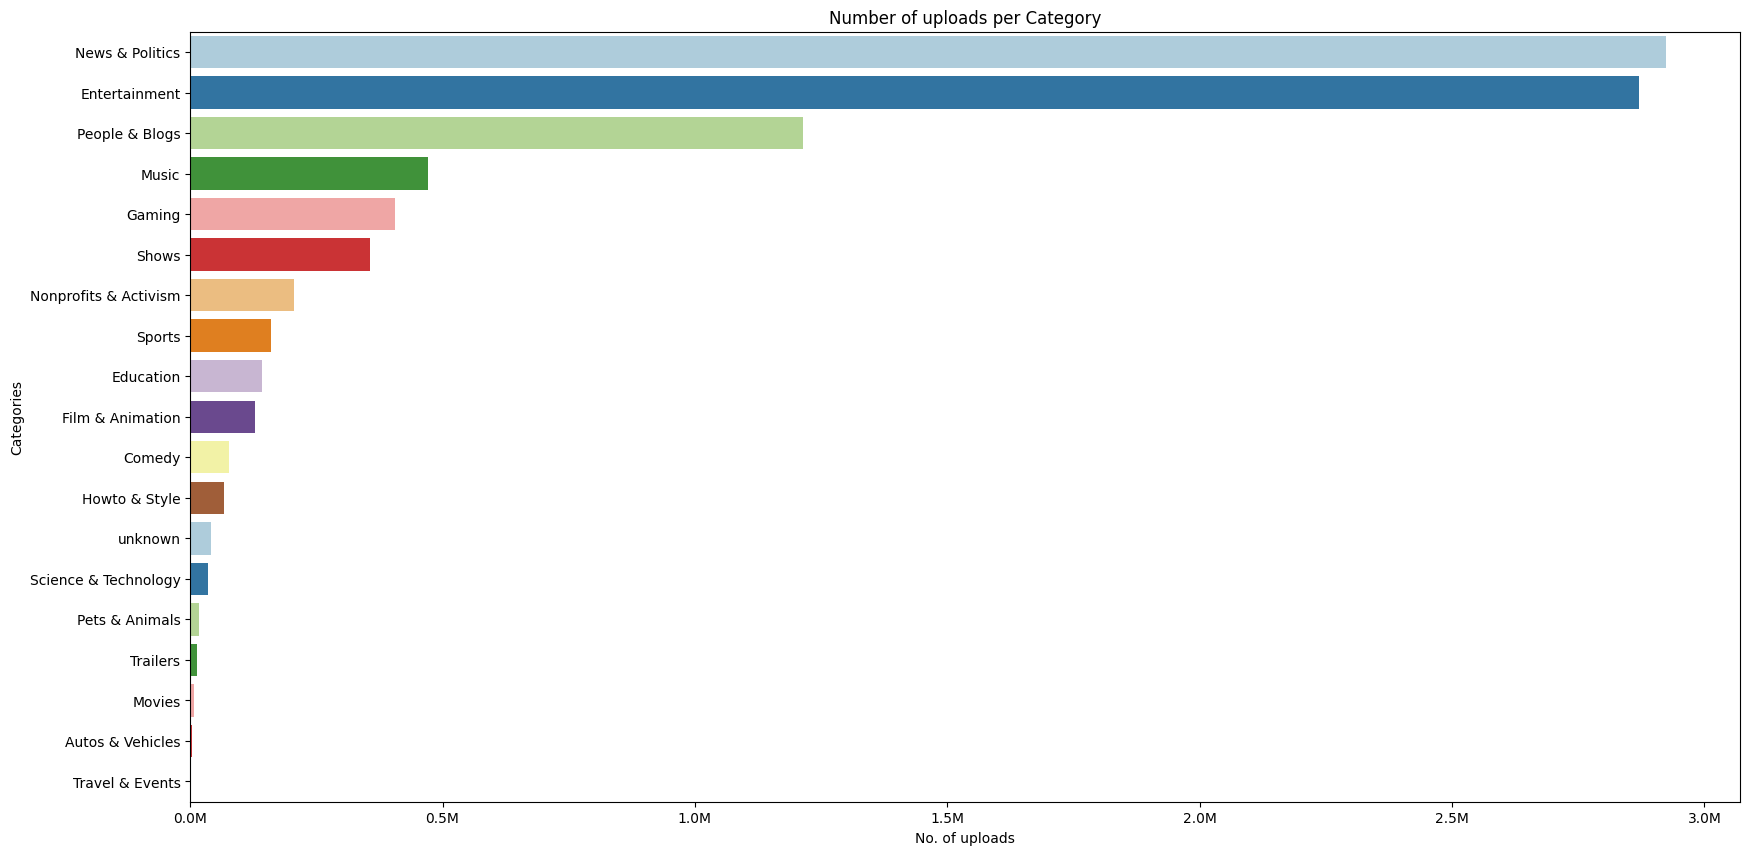 Number of uploads per Category
News & Politics
Entertainment
People & Blogs
Music
Gaming
Shows
Nonprofits & Activism
Sports
Education
Film & Animation
Comedy
Howto & Style
unknown
Science & Technology
Pets & Animals
Trailers
Movies
Autos & Vehicles
Travel & Events
Categories
0.0M 0.5M 1.0M 1.5M 2.0M 2.5M 3.0M
No. of uploads